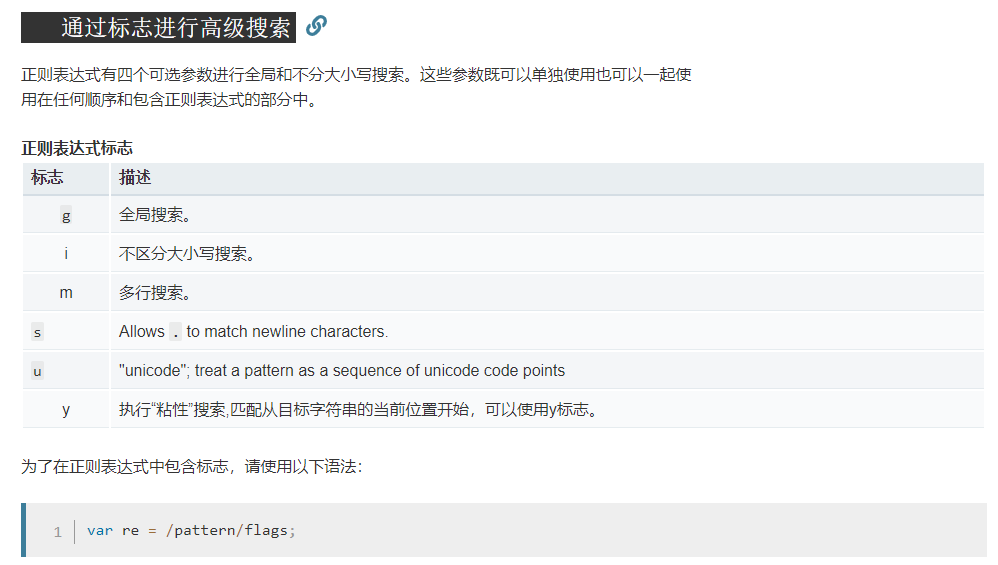 通过标志进行高级搜索
正则表达式有四个可选参数进行全局和不分大小写搜索。这些参数既可以单独使用也可以一起使
用在任何顺序和包含正则表达式的部分中。
正则表达式标志
标志 描述
g 全局搜索。
i 不区分大小写搜索。
m 多行搜索。
s Allows . to match newline characters.
u "unicode"; treat a pattern as a sequence of unicode code points
y 执行“粘性”搜索,匹配从目标字符串的当前位置开始，可以使用y标志。
为了在正则表达式中包含标志，请使用以下语法：
1 var re = /pattern/flags;